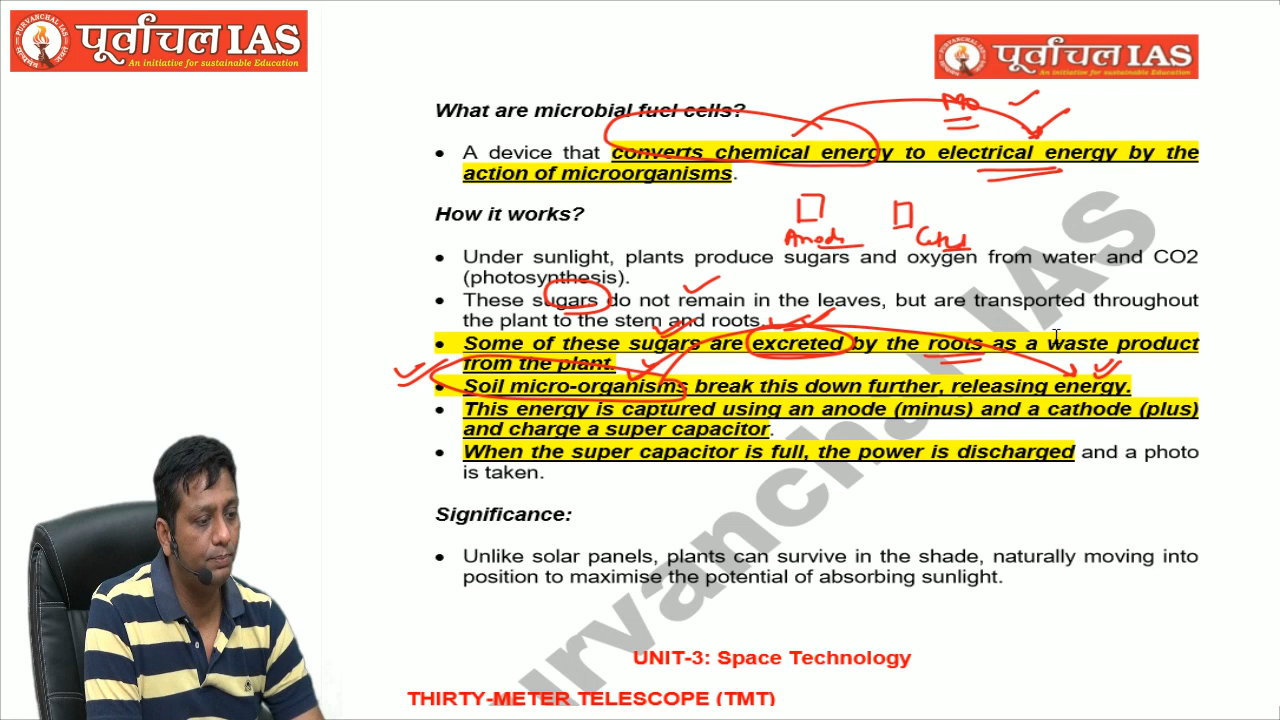 पूर्वांचल IAS
An initiative for sustainable Education
PURVANCHAL IAS
पूर्वांचल IAS
An initiative for sustainable Education
What are microbial fuel cells?
MO
• A device that converts chemical energy to electrical energy by the
action of microorganisms.
How it works?
Anode
• Under sunlight, plants produce sugars and oxygen from water and CO2
(photosynthesis).
• These sugars do not remain in the leaves, but are transported throughout
the plant to the stem and roots.
• Some of these sugars are excreted by the roots as a waste product
from the plant.
• Soil micro-organisms break this down further, releasing energy.
• This energy is captured using an anode (minus) and a cathode (plus)
and charge a super capacitor.
• When the super capacitor is full, the power is discharged and a photo
is taken.
Significance:
• Unlike solar panels, plants can survive in the shade, naturally moving into
position to maximise the potential of absorbing sunlight.
UNIT-3: Space Technology
THIRTY-METER TELESCOPE (TMT)